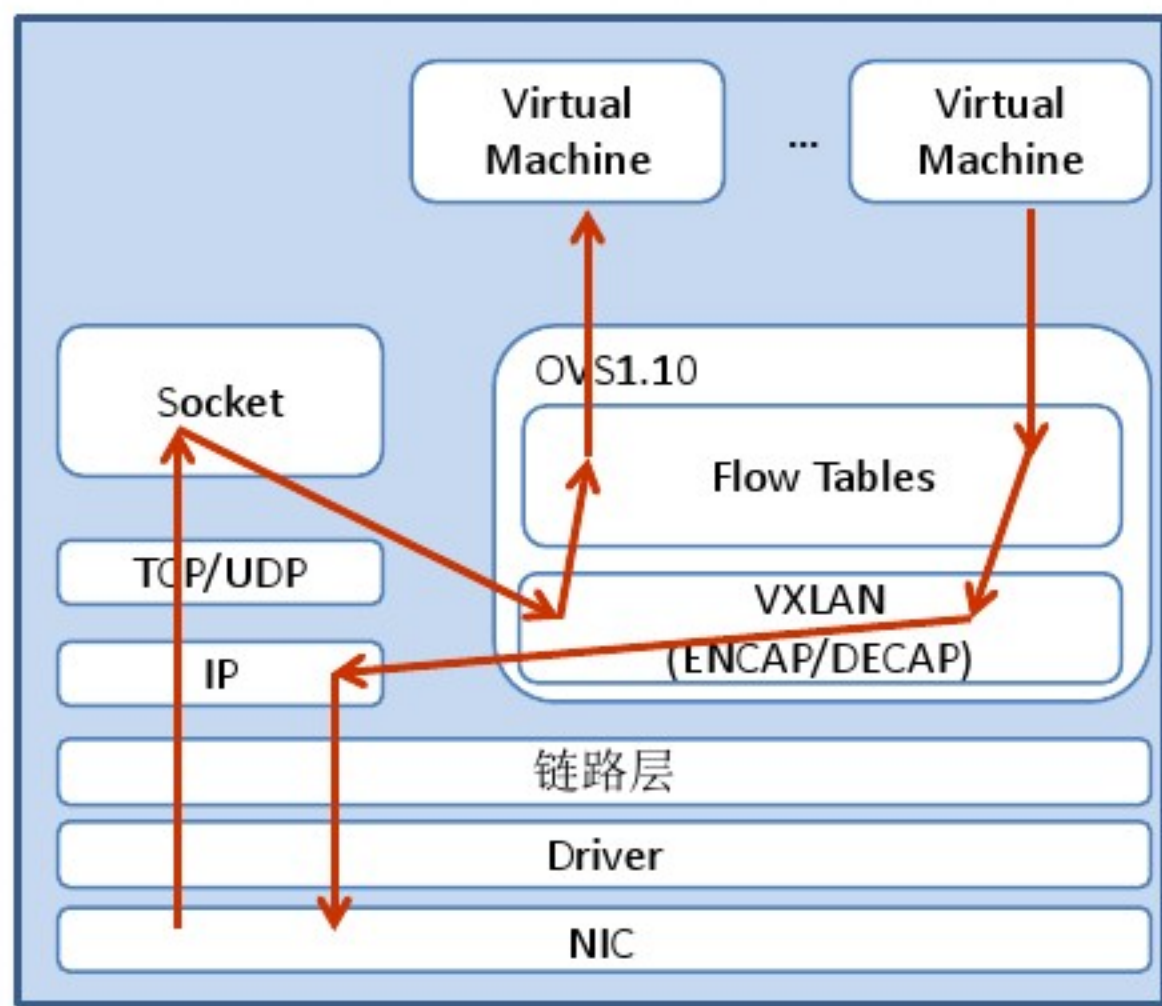 Virtual
Machine
...
Virtual
Machine
Socket
OVS1.10
Flow Tables
TCP/UDP
VXLAN
(ENCAP/DECAP)
IP
链路层
Driver
NIC